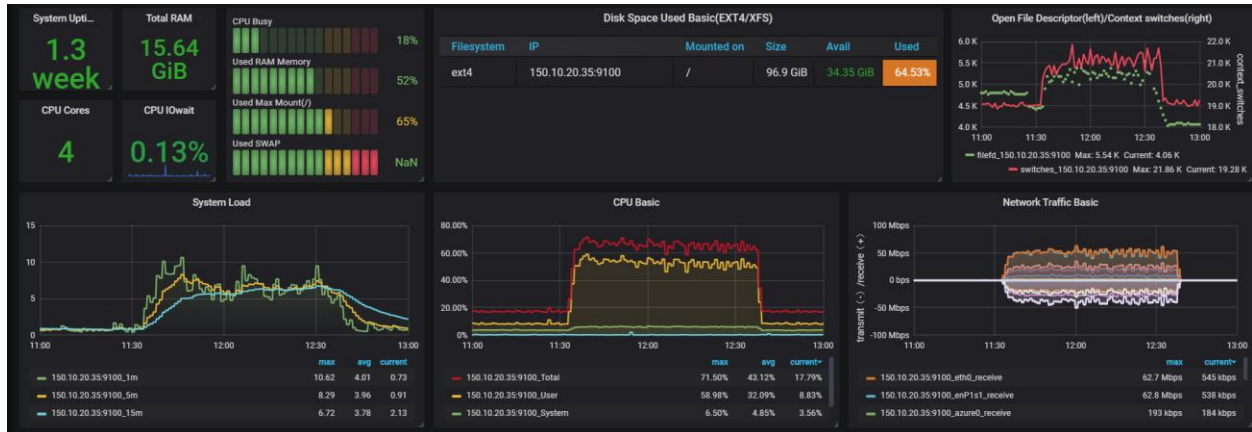 System Upti...
1.3
week
Total RAM
15.64
GiB
CPU Cores
4
CPU IOwait
0.13%
CPU Busy
18%
Used RAM Memory
52%
Used Max Mount(/)
65%
Used SWAP
NaN
Disk Space Used Basic(EXT4/XFS)
Filesystem IP Mounted on Size Avail Used
ext4 150.10.20.35:9100 / 96.9 GiB 34.35 GiB 64.53%
Open File Descriptor(left)/Context switches(right)
6.0 K
5.5 K
5.0 K
4.5 K
4.0 K
22.0 K
21.0 K
20.0 K
19.0 K
18.0 K
context_switches
11:00 11:30 12:00 12:30 13:00
filefd_150.10.20.35:9100 Max: 5.54 K Current: 4.06 K
switches_150.10.20.35:9100 Max: 21.86 K Current: 19.28 K
System Load
15
10
5
0
11:00 11:30 12:00 12:30 13:00
max avg current
150.10.20.35:9100_1m 10.62 4.01 0.73
150.10.20.35:9100_5m 8.29 3.96 0.91
150.10.20.35:9100_15m 6.72 3.78 2.13
CPU Basic
80.00%
60.00%
40.00%
20.00%
0%
11:00 11:30 12:00 12:30 13:00
max avg current
150.10.20.35:9100_Total 71.50% 43.12% 17.79%
150.10.20.35:9100_User 58.98% 32.09% 8.83%
150.10.20.35:9100_System 6.50% 4.85% 3.56%
Network Traffic Basic
transmit（-）/receive（+）
100 Mbps
50 Mbps
0 bps
-50 Mbps
-100 Mbps
11:00 11:30 12:00 12:30 13:00
max current
150.10.20.35:9100_eth0_receive 62.7 Mbps 545 kbps
150.10.20.35:9100_enP1s1_receive 62.8 Mbps 538 kbps
150.10.20.35:9100_azure0_receive 193 kbps 184 kbps